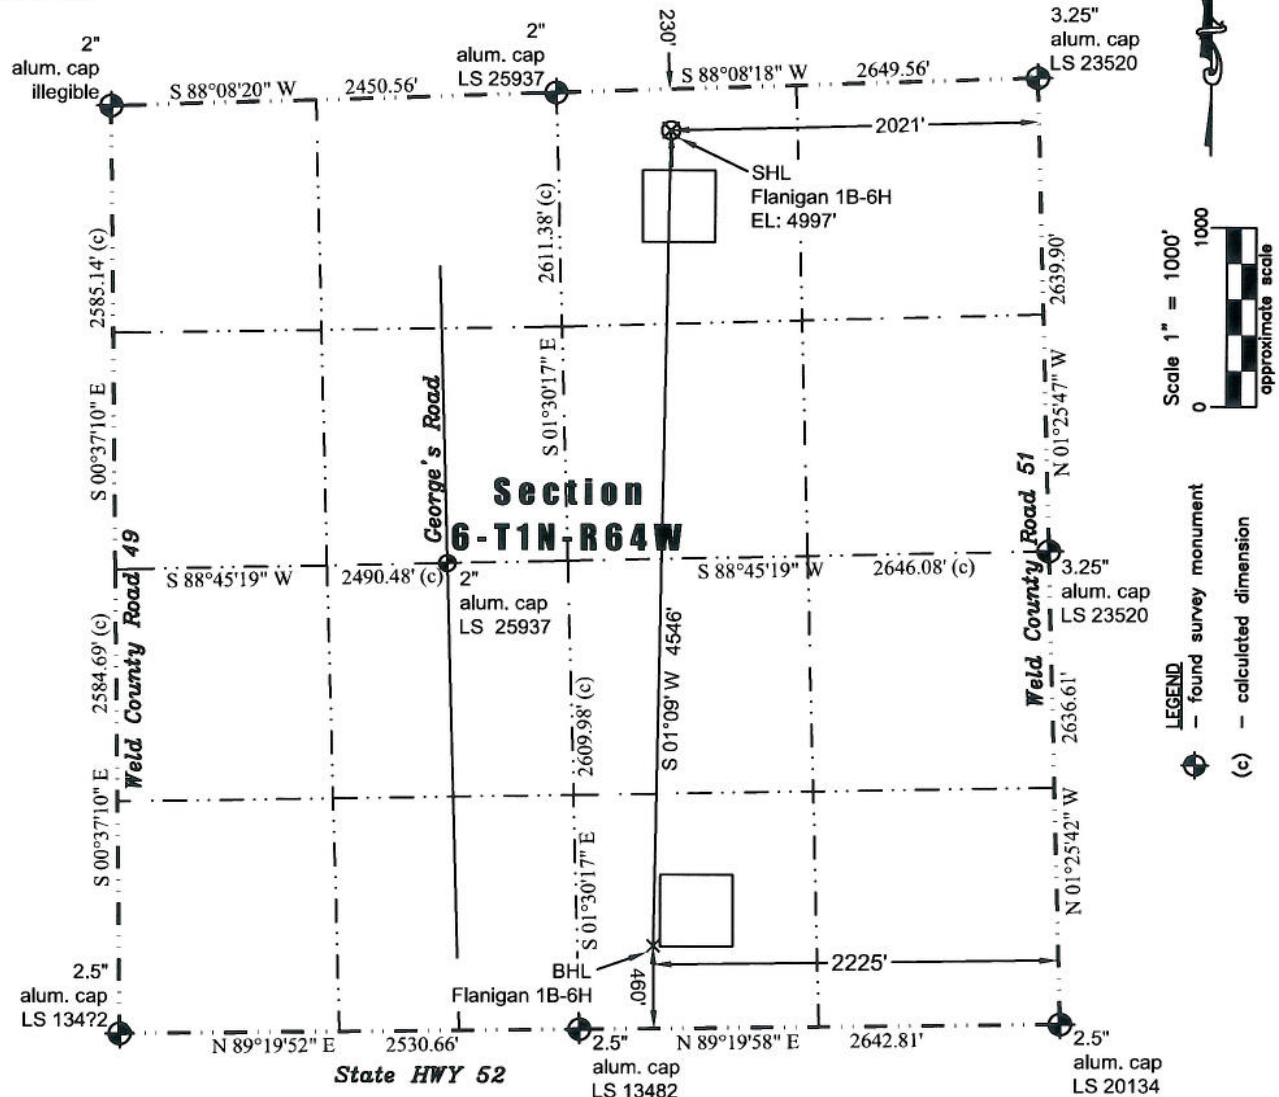 2"
alum. cap
illegible
S 88°08'20" W
2450.56'
2"
alum. cap
LS 25937
230'
S 88°08'18" W
2649.56'
3.25"
alum. cap
LS 23520
2021'
SHL
Flanigan 1B-6H
EL: 4997'
2585.14' (c)
2611.38' (c)
2639.90'
S 00°37'10" E
George's Road
S 01°30'17" E
N 01°25'47" W
Scale 1" = 1000'
0
1000
approximate scale
Section
6-T1N-R64W
S 88°45'19" W
2490.48' (c)
2"
alum. cap
LS 25937
S 88°45'19" W
2646.08' (c)
3.25"
alum. cap
LS 23520
Weld County Road 49
Weld County Road 51
LEGEND
- found survey monument
(c) - calculated dimension
2584.69' (c)
2609.98' (c)
S 01°09' W 4546'
2636.61'
S 00°37'10" E
S 01°30'17" E
N 01°25'42" W
2225'
BHL
Flanigan 1B-6H
460'
2.5"
alum. cap
LS 13472
N 89°19'52" E
2530.66'
2.5"
alum. cap
LS 13482
N 89°19'58" E
2642.81'
2.5"
alum. cap
LS 20134
State HWY 52